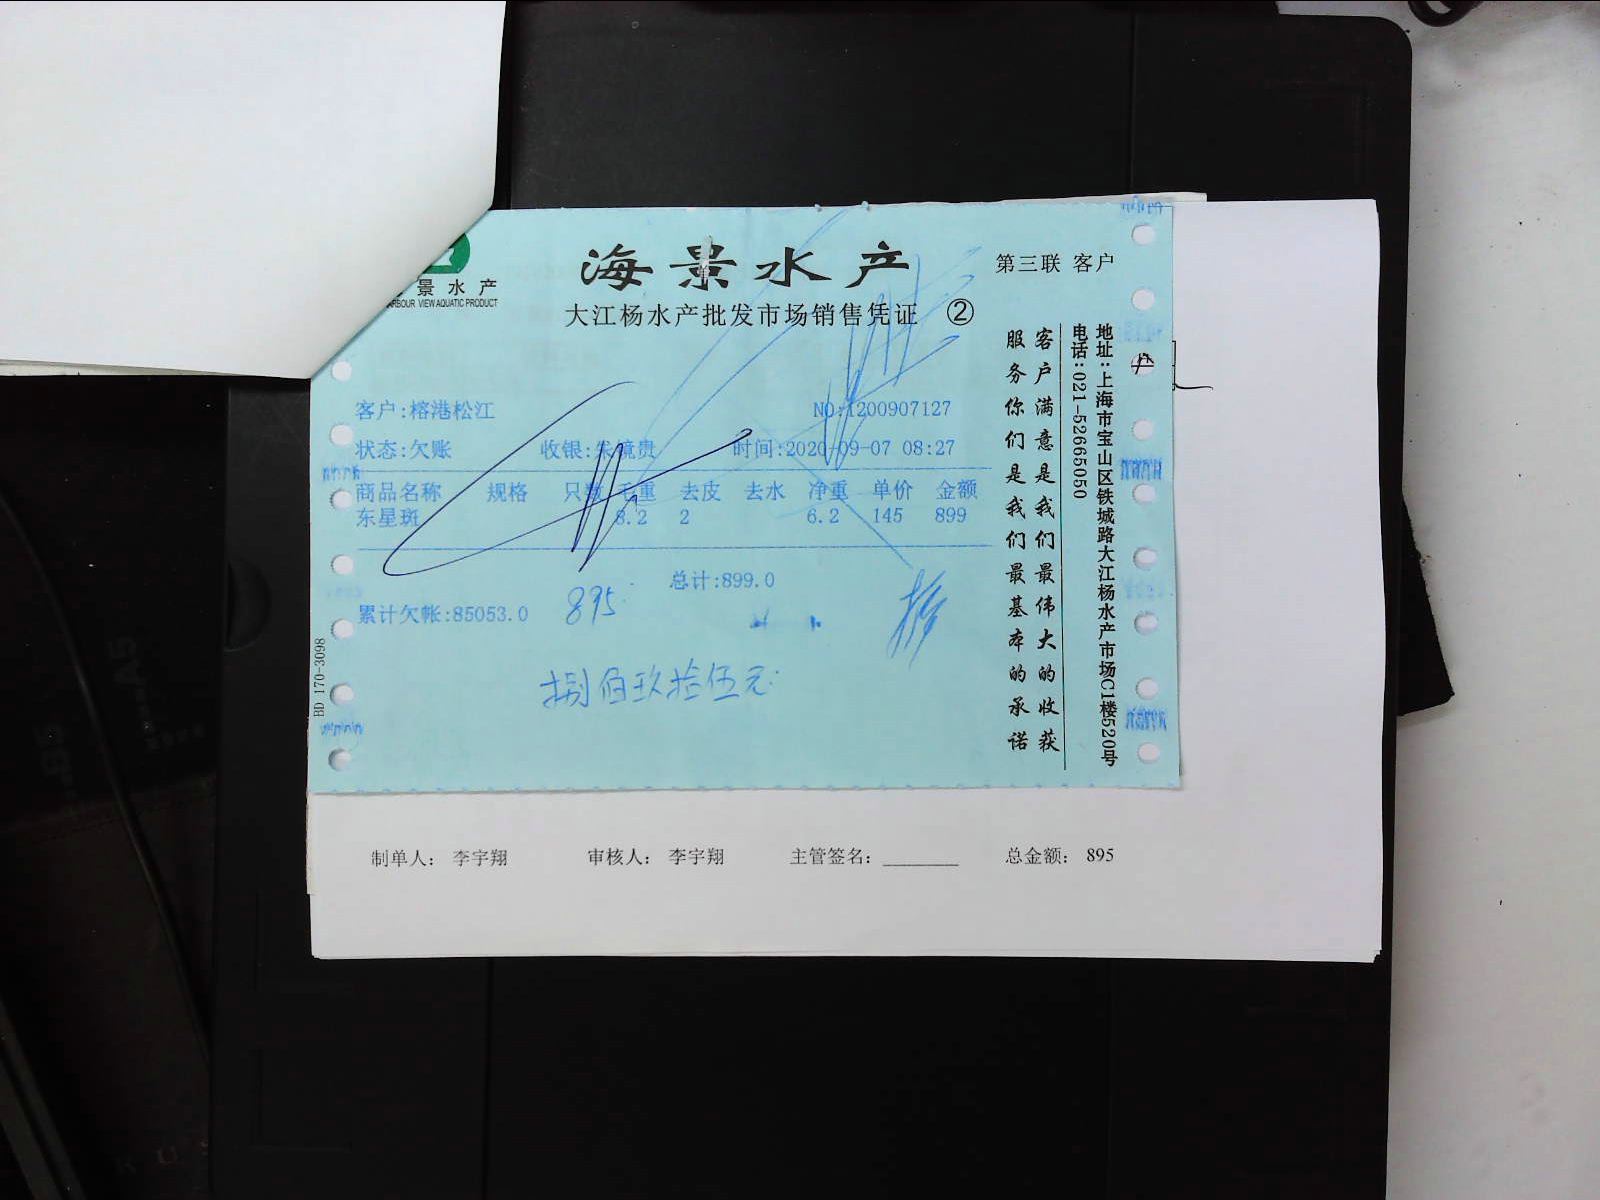 海景水产
第三联 客户
景水产
RBOUR VIEW AQUATIC PRODUCT
大江杨水产批发市场销售凭证 ②
客户:榕港松江
NO:1200907127
状态:欠账 收银:朱镜贵 时间:2020-09-07 08:27
商品名称 规格 只数 毛重 去皮 去水 净重 单价 金额
东星斑 8.2 2 6.2 145 899
总计:899.0
累计欠帐:85053.0
895
捌佰玖拾伍元
客户满意是我们最伟大的收获
服务你们是我们最基本的承诺
地址:上海市宝山区铁城路大江杨水产市场C1楼520号
电话:021-52665050
BD 170-3098
制单人: 李宇翔 审核人: 李宇翔 主管签名: 总金额: 895